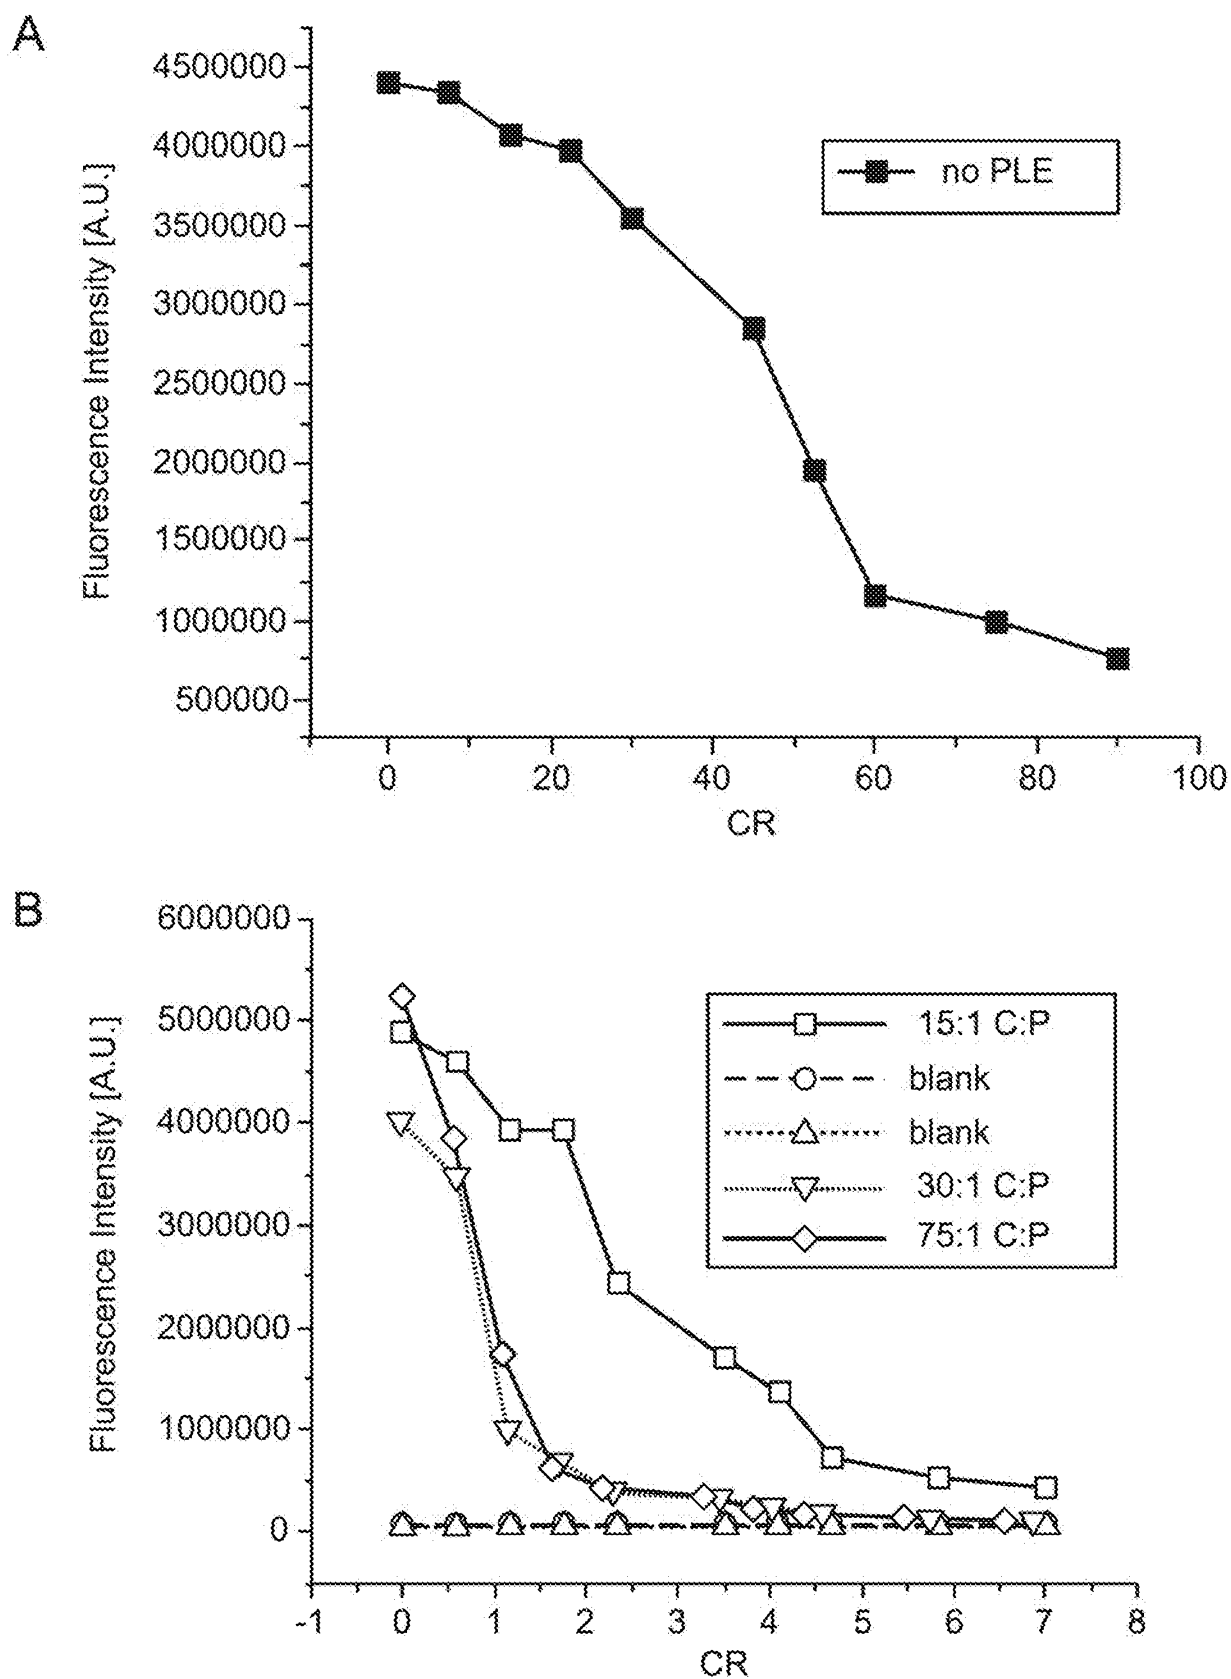 A
Fluorescence Intensity [A.U.]
4500000
4000000
3500000
3000000
2500000
2000000
1500000
1000000
500000
no PLE
0 20 40 60 80 100
CR
B
Fluorescence Intensity [A.U.]
6000000
5000000
4000000
3000000
2000000
1000000
0
15:1 C:P
blank
blank
30:1 C:P
75:1 C:P
-1 0 1 2 3 4 5 6 7 8
CR